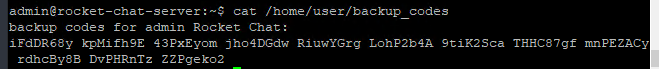 admin@rocket-chat-server:~$ cat /home/user/backup_codes
backup codes for admin Rocket Chat:
iFdDR68y kpMifh9E 43PxEyom jho4DGdw RiuwYGrg LohP2b4A 9tiK2Sca THHC87gf mnPEZACy
rdhcBy8B DvPHRnTz ZZPgeko2